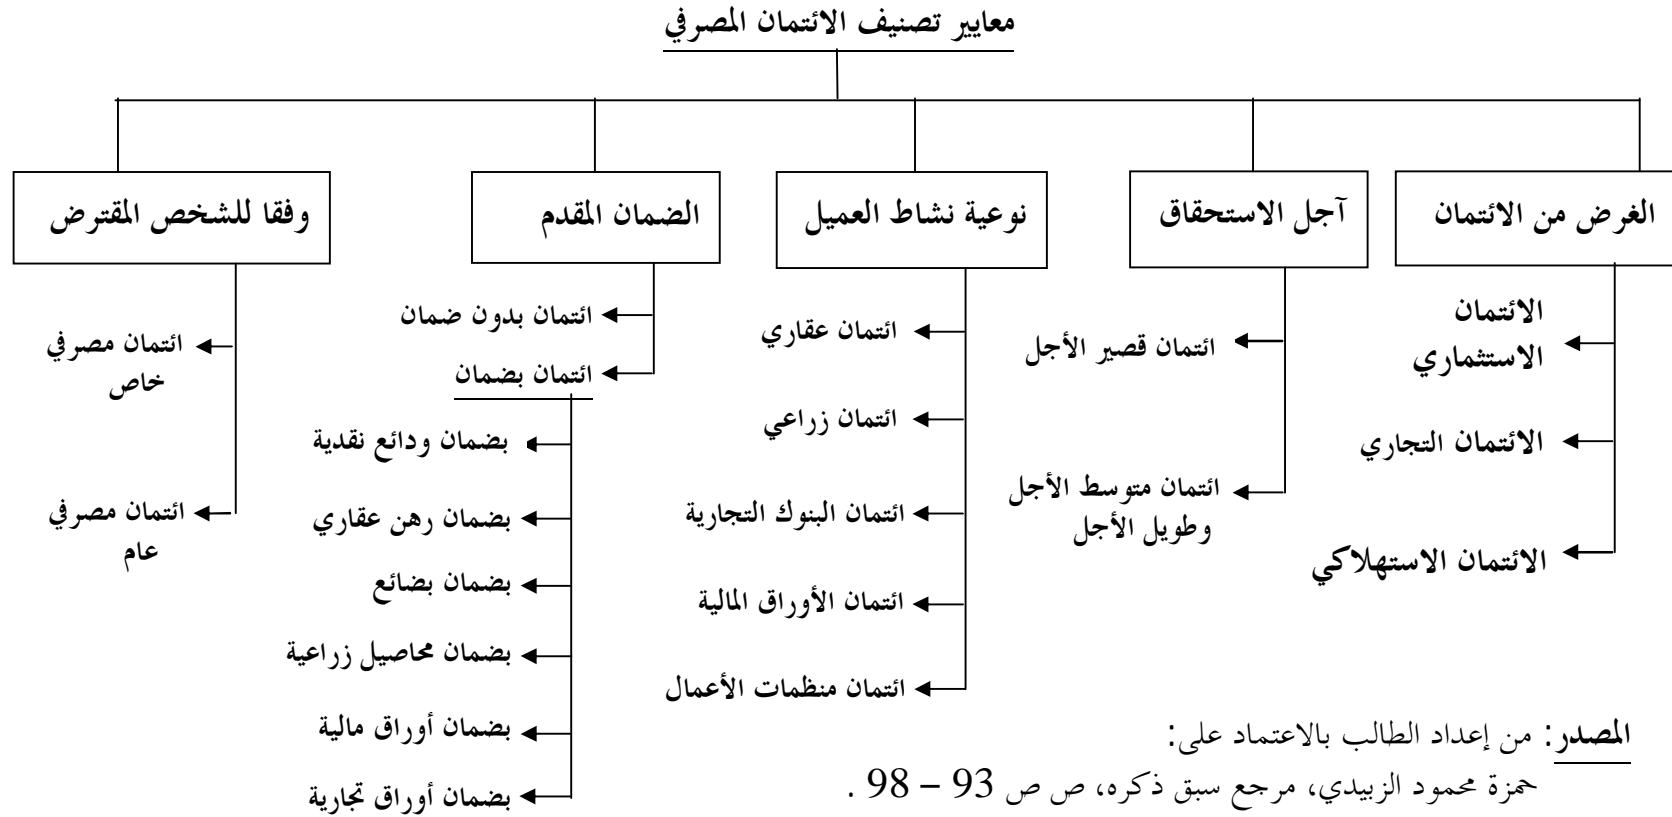 معايير تصنيف الائتمان المصرفي
الغرض من الائتمان
آجل الاستحقاق
نوعية نشاط العميل
الضمان المقدم
وفقا للشخص المقترض
الائتمان
الاستثماري
الائتمان التجاري
الائتمان الاستهلاكي
ائتمان قصير الأجل
ائتمان متوسط الأجل
وطويل الأجل
ائتمان عقاري
ائتمان زراعي
ائتمان البنوك التجارية
ائتمان الأوراق المالية
ائتمان منظمات الأعمال
ائتمان بدون ضمان
ائتمان بضمان
بضمان ودائع نقدية
بضمان رهن عقاري
بضمان بضائع
بضمان محاصيل زراعية
بضمان أوراق مالية
بضمان أوراق تجارية
ائتمان مصرفي
خاص
ائتمان مصرفي
عام
المصدر: من إعداد الطالب بالاعتماد على:
حمزة محمود الزبيدي، مرجع سبق ذكره، ص ص 93 – 98 .